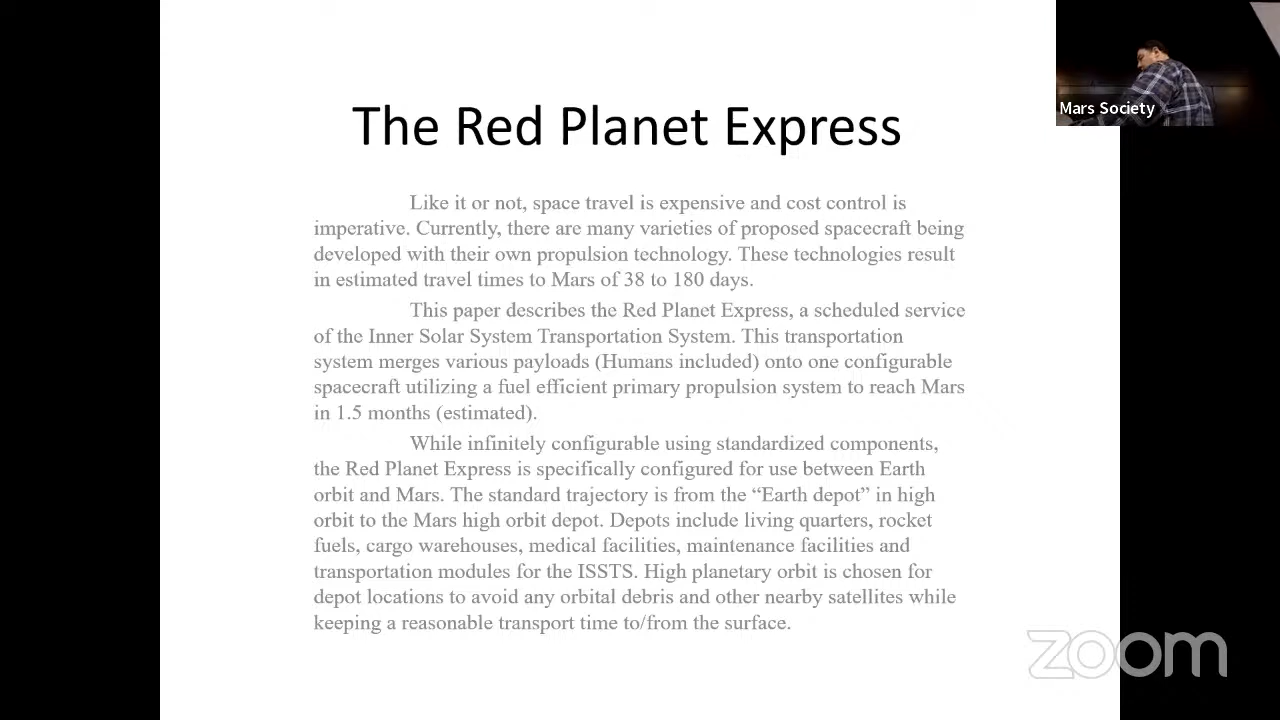 Mars Society
The Red Planet Express
Like it or not, space travel is expensive and cost control is
imperative. Currently, there are many varieties of proposed spacecraft being
developed with their own propulsion technology. These technologies result
in estimated travel times to Mars of 38 to 180 days.
This paper describes the Red Planet Express, a scheduled service
of the Inner Solar System Transportation System. This transportation
system merges various payloads (Humans included) onto one configurable
spacecraft utilizing a fuel efficient primary propulsion system to reach Mars
in 1.5 months (estimated).
While infinitely configurable using standardized components,
the Red Planet Express is specifically configured for use between Earth
orbit and Mars. The standard trajectory is from the “Earth depot” in high
orbit to the Mars high orbit depot. Depots include living quarters, rocket
fuels, cargo warehouses, medical facilities, maintenance facilities and
transportation modules for the ISSTS. High planetary orbit is chosen for
depot locations to avoid any orbital debris and other nearby satellites while
keeping a reasonable transport time to/from the surface.
zoom